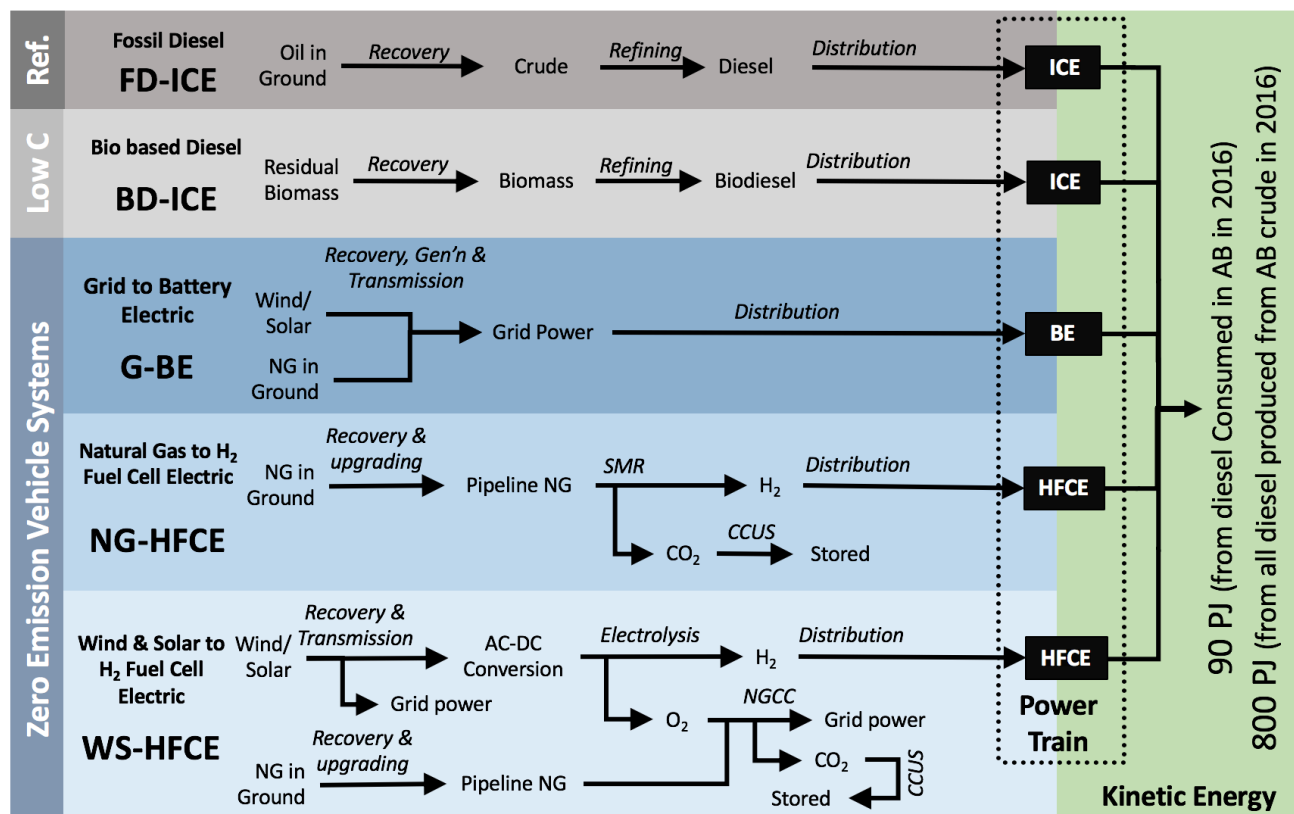 Ref.
Fossil Diesel
FD-ICE
Oil in
Ground
Recovery
Crude
Refining
Diesel
Distribution
ICE
Low C
Bio based Diesel
BD-ICE
Residual
Biomass
Recovery
Biomass
Refining
Biodiesel
Distribution
ICE
Zero Emission Vehicle Systems
Grid to Battery
Electric
G-BE
Recovery, Gen’n &
Transmission
Wind/
Solar
NG in
Ground
Grid Power
Distribution
BE
Natural Gas to H₂
Fuel Cell Electric
NG-HFCE
NG in
Ground
Recovery &
upgrading
Pipeline NG
SMR
H₂
CO₂
CCUS
Stored
Distribution
HFCE
Wind & Solar to
H₂ Fuel Cell
Electric
WS-HFCE
Wind/
Solar
Recovery &
Transmission
Grid power
AC-DC
Conversion
Electrolysis
H₂
Distribution
HFCE
O₂
NGCC
Grid power
CO₂
CCUS
Stored
NG in
Ground
Recovery &
upgrading
Pipeline NG
Power
Train
90 PJ (from diesel Consumed in AB in 2016)
800 PJ (from all diesel produced from AB crude in 2016)
Kinetic Energy